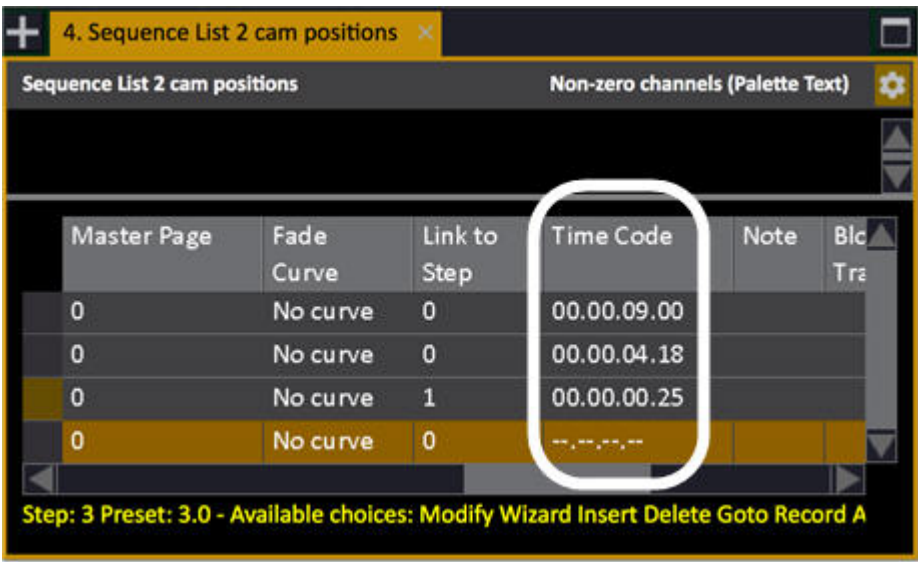 4. Sequence List 2 cam positions ×
Sequence List 2 cam positions Non-zero channels (Palette Text)
Master Page Fade Curve Link to Step Time Code Note Blc Tra
0 No curve 0 00.00.09.00
0 No curve 0 00.00.04.18
0 No curve 1 00.00.00.25
0 No curve 0 --.--.--.--
Step: 3 Preset: 3.0 - Available choices: Modify Wizard Insert Delete Goto Record A